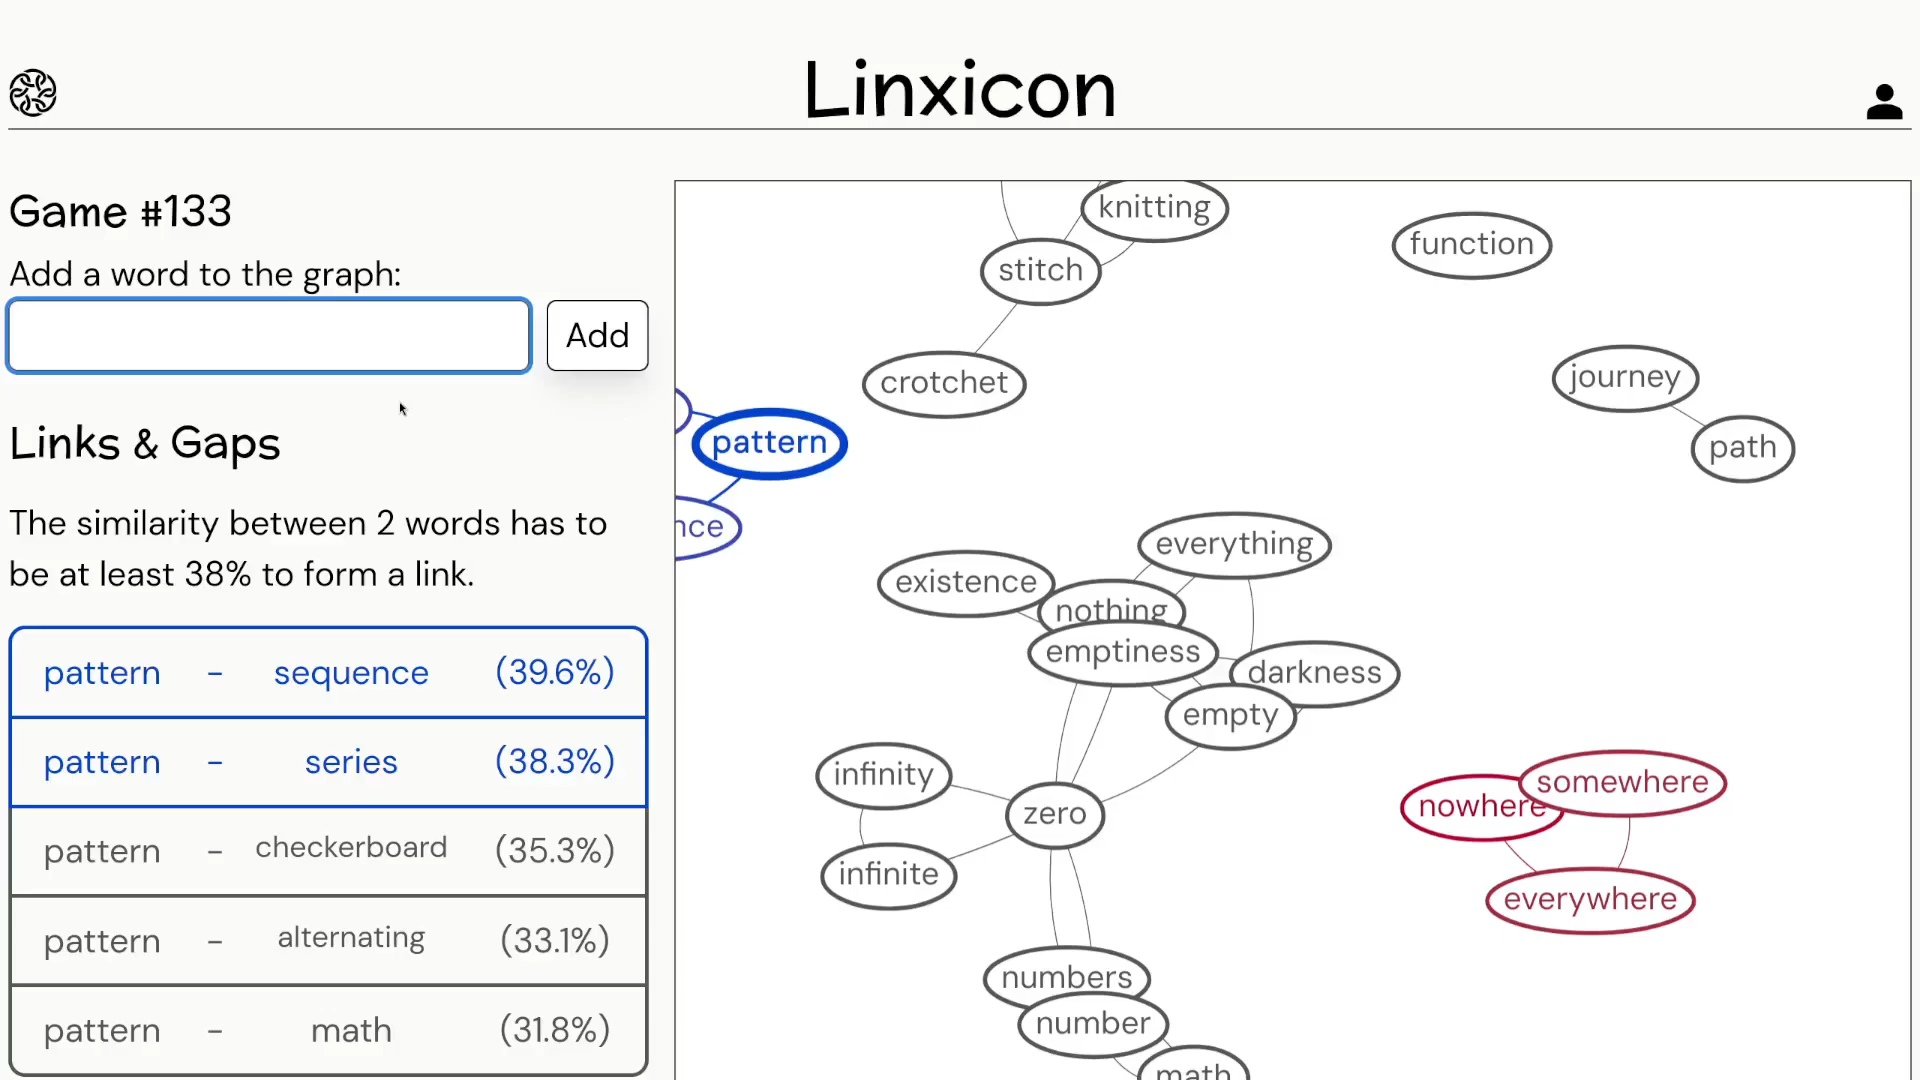 Linxicon
Game #133
Add a word to the graph:
Add
Links & Gaps
The similarity between 2 words has to
be at least 38% to form a link.
pattern - sequence (39.6%)
pattern - series (38.3%)
pattern - checkerboard (35.3%)
pattern - alternating (33.1%)
pattern - math (31.8%)
knitting
function
stitch
journey
crotchet
pattern
path
nce
everything
existence
nothing
emptiness
darkness
empty
infinity
somewhere
nowhere
zero
infinite
everywhere
numbers
number
math